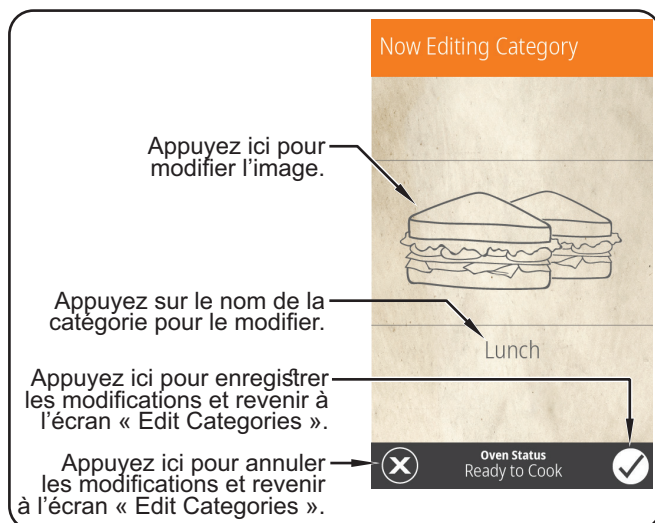 Now Editing Category
Appuyez ici pour
modifier l'image.
Appuyez sur le nom de la
catégorie pour le modifier.
Lunch
Appuyez ici pour enregistrer
les modifications et revenir à
l'écran « Edit Categories ».
Appuyez ici pour annuler
les modifications et revenir
à l'écran « Edit Categories ».
Oven Status
Ready to Cook